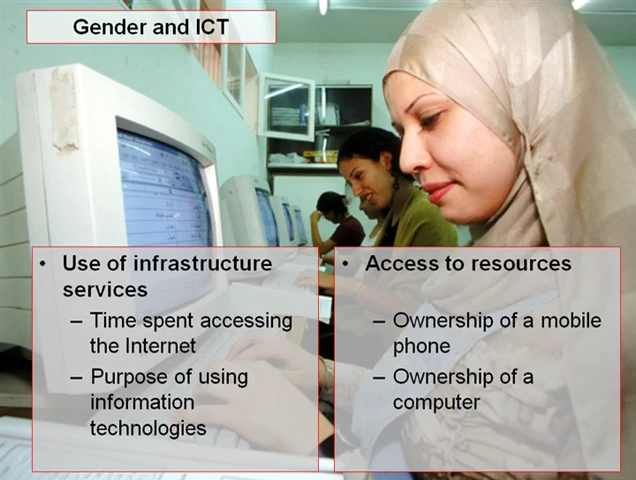 Gender and ICT
• Use of infrastructure
services
– Time spent accessing
the Internet
– Purpose of using
information
technologies
• Access to resources
– Ownership of a mobile
phone
– Ownership of a
computer